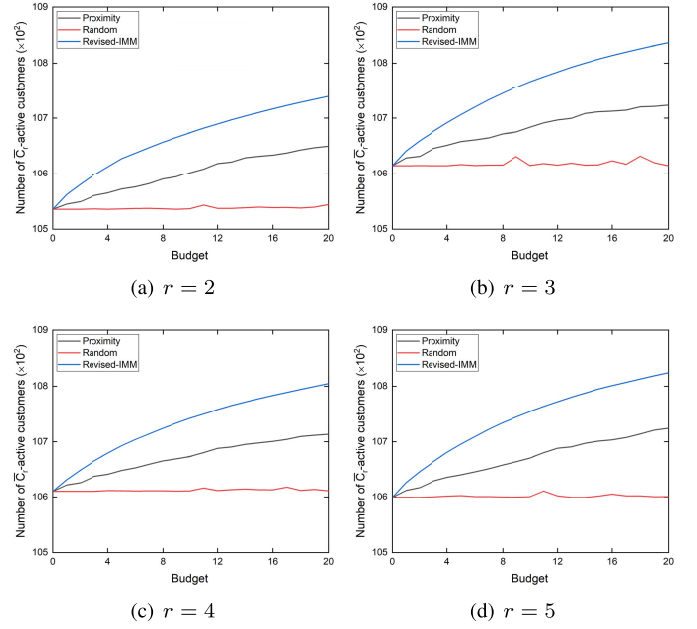 109
108
107
106
105
Number of C̅ᵣ-active customers (×10²)
Proximity
Random
Revised-IMM
0 4 8 12 16 20
Budget
(a) r = 2
109
108
107
106
105
Number of C̅ᵣ-active customers (×10²)
Proximity
Random
Revised-IMM
0 4 8 12 16 20
Budget
(b) r = 3
109
108
107
106
105
Number of C̅ᵣ-active customers (×10²)
Proximity
Random
Revised-IMM
0 4 8 12 16 20
Budget
(c) r = 4
109
108
107
106
105
Number of C̅ᵣ-active customers (×10²)
Proximity
Random
Revised-IMM
0 4 8 12 16 20
Budget
(d) r = 5